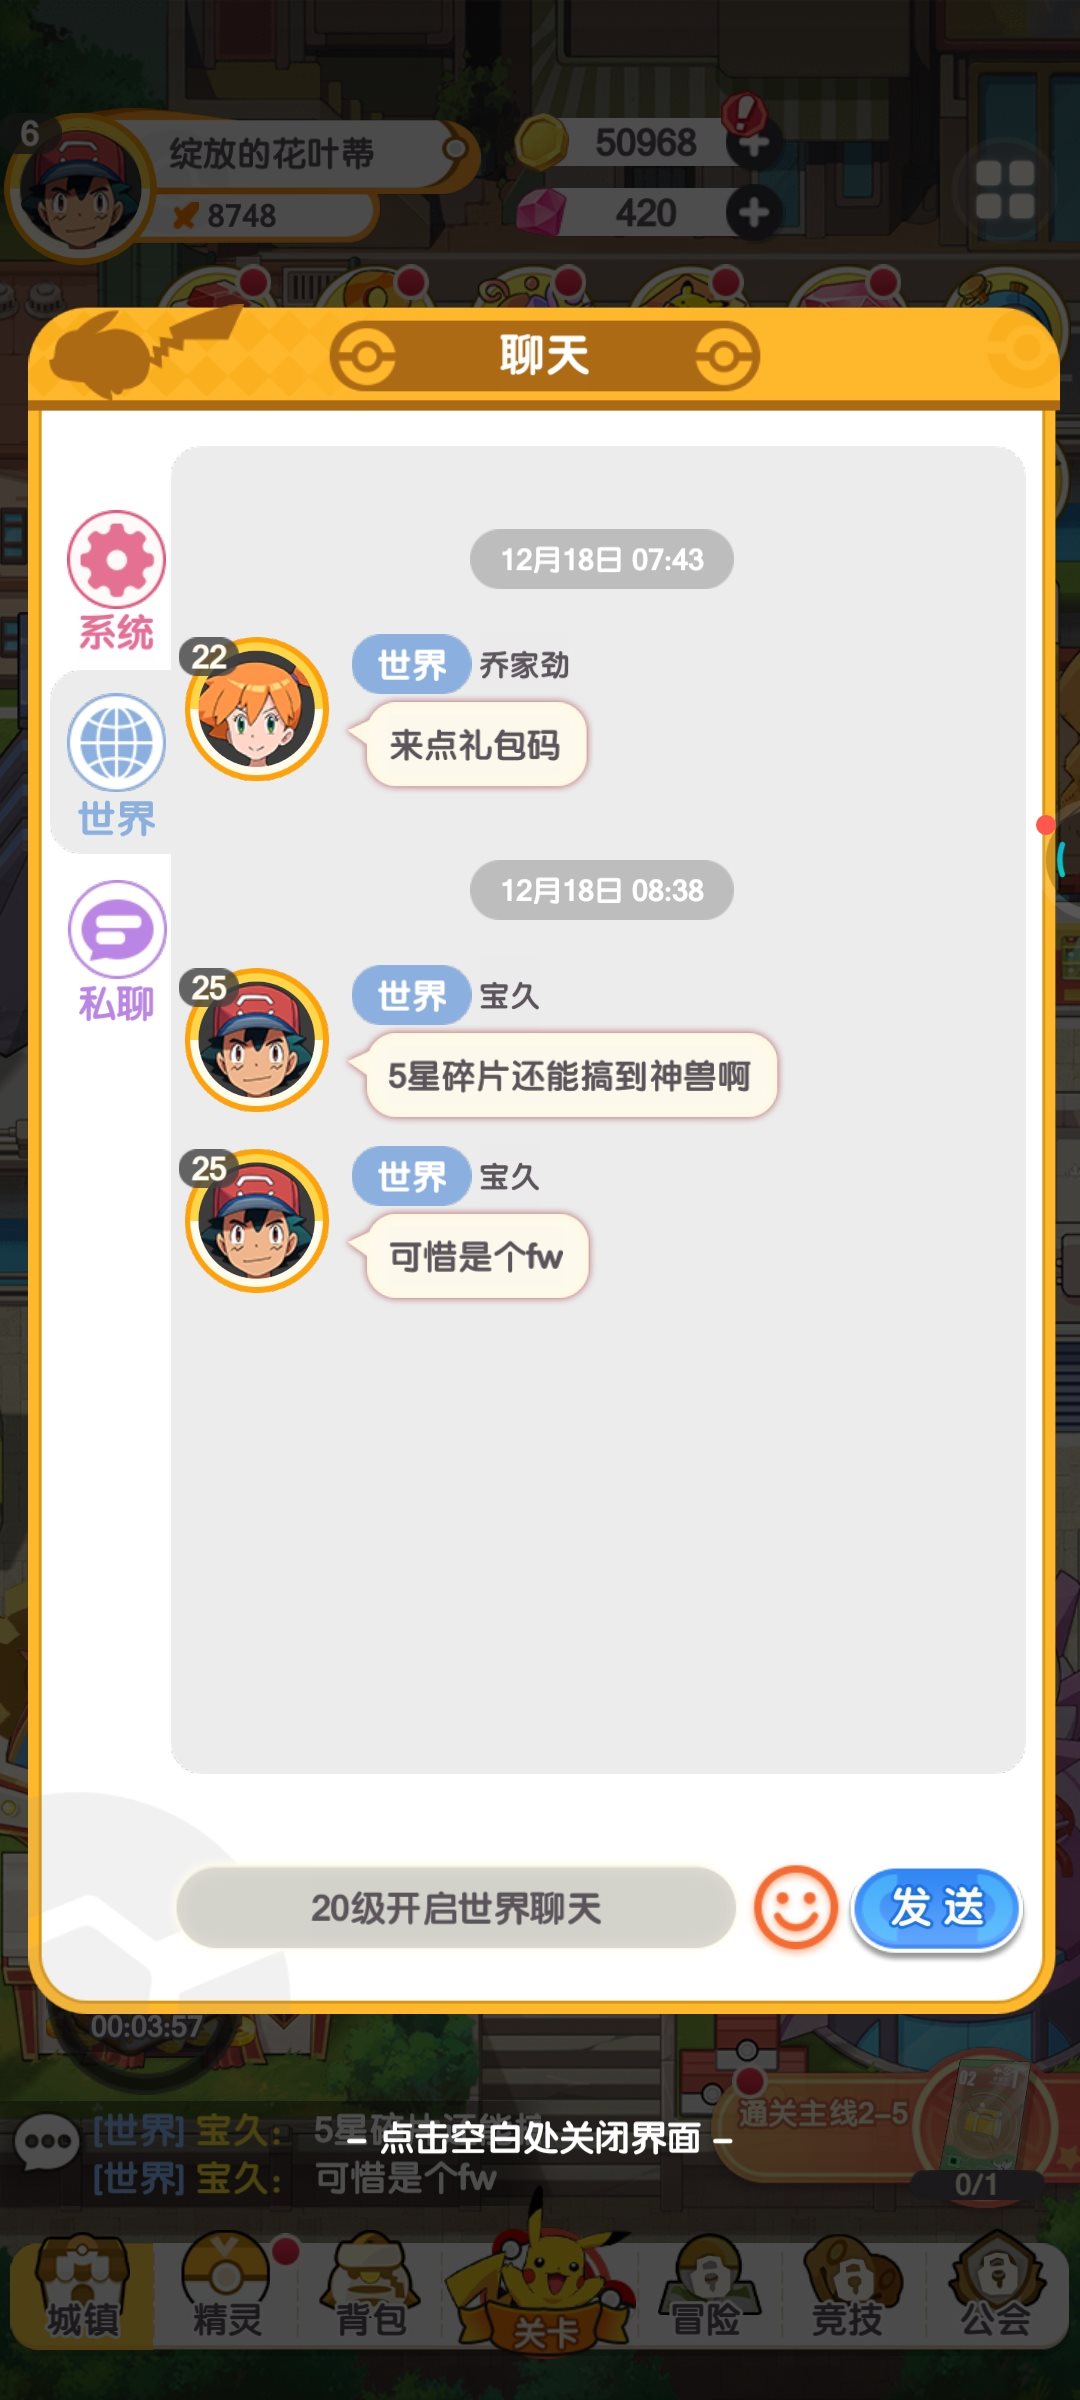 6
绽放的花叶蒂
50968
8748
420
聊天
12月18日 07:43
系统
22
世界 乔家劲
来点礼包码
世界
12月18日 08:38
25
世界 宝久
5星碎片还能搞到神兽啊
私聊
25
世界 宝久
可惜是个fw
20级开启世界聊天
发送
00:03:57
[世界] 宝久：5星
通关主线2-5
- 点击空白处关闭界面 -
[世界] 宝久：可惜是个fw
0/1
城镇
精灵
背包
关卡
冒险
竞技
公会